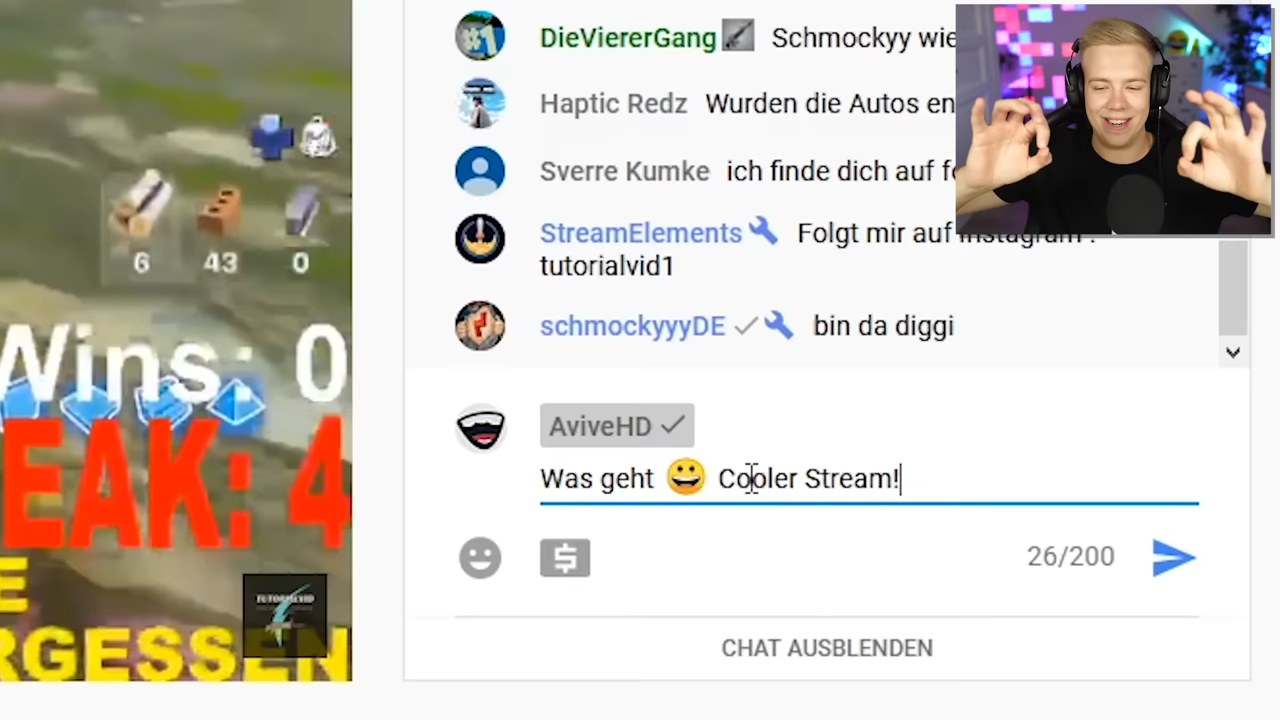 DieViererGang Schmockyy wie
Haptic Redz Wurden die Autos en
Sverre Kumke ich finde dich auf
StreamElements Folgt mir auf Instagram :
tutorialvid1
schmockyyyDE bin da diggi
AviveHD
Was geht 😀 Cooler Stream!
26/200
CHAT AUSBLENDEN
6 43 0
Wins: 0
EAK: 4
E
RGESSEN
TUTORIALVID
#1